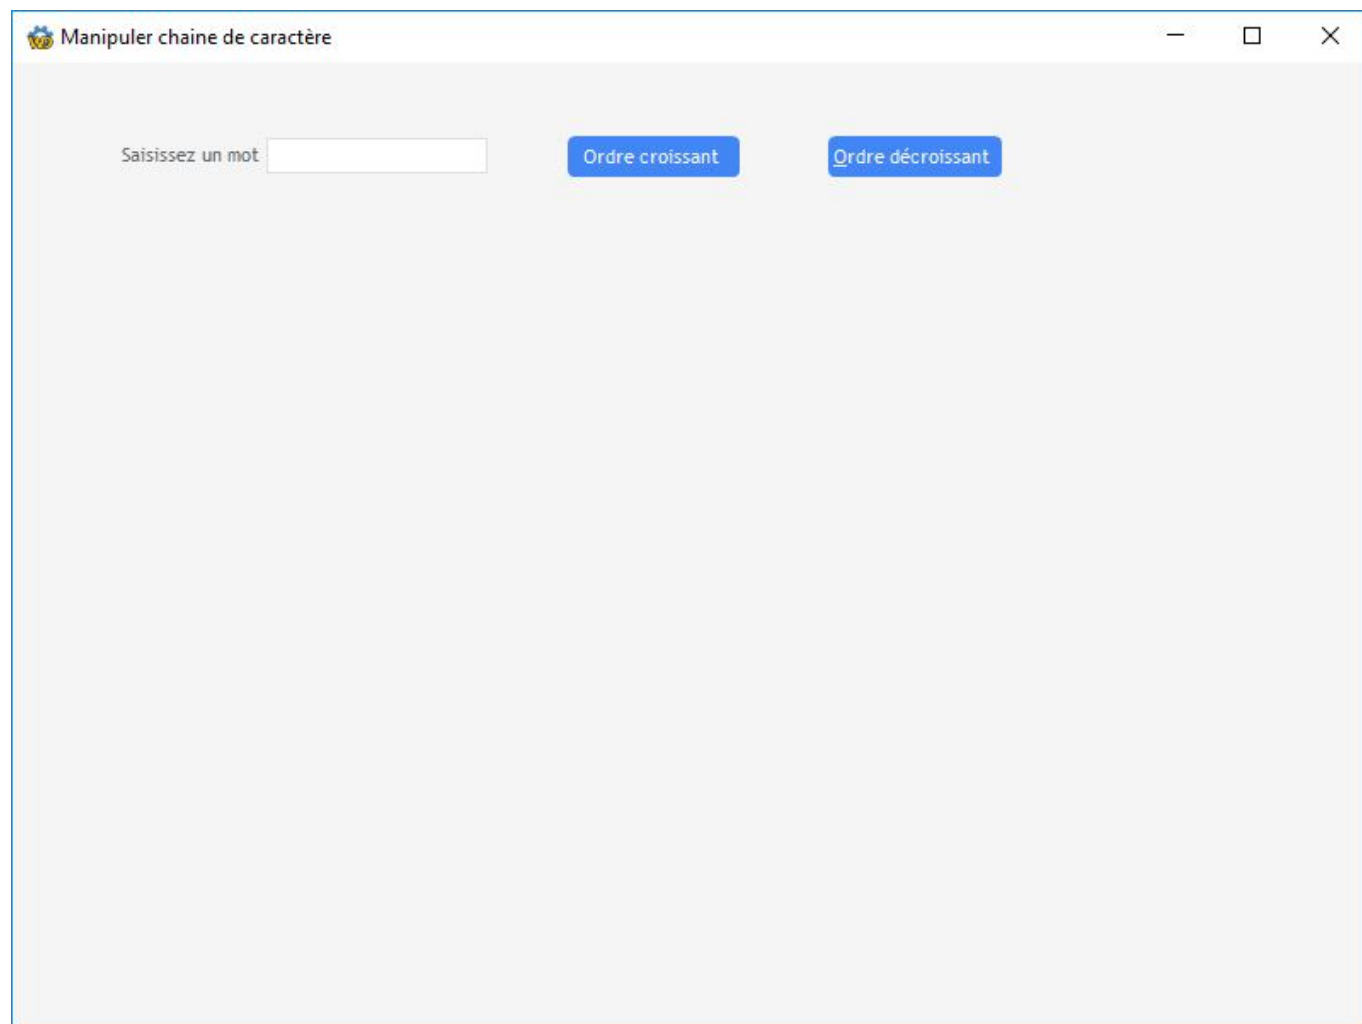 Manipuler chaine de caractère
Saisissez un mot Ordre croissant Ordre décroissant